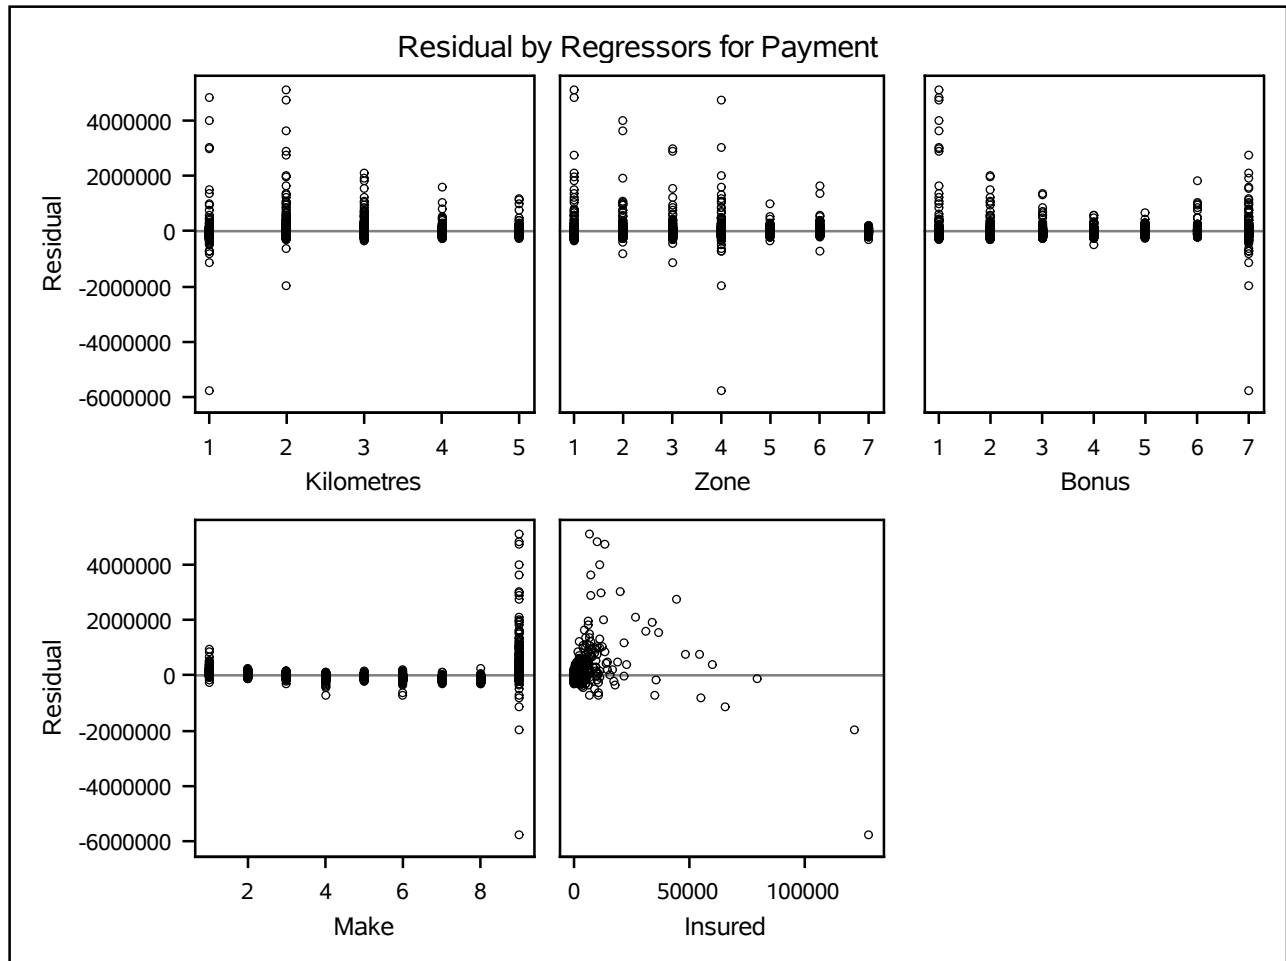 Residual by Regressors for Payment
Residual
4000000
2000000
0
-2000000
-4000000
-6000000
1 2 3 4 5
Kilometres
1 2 3 4 5 6 7
Zone
1 2 3 4 5 6 7
Bonus
Residual
4000000
2000000
0
-2000000
-4000000
-6000000
2 4 6 8
Make
0 50000 100000
Insured